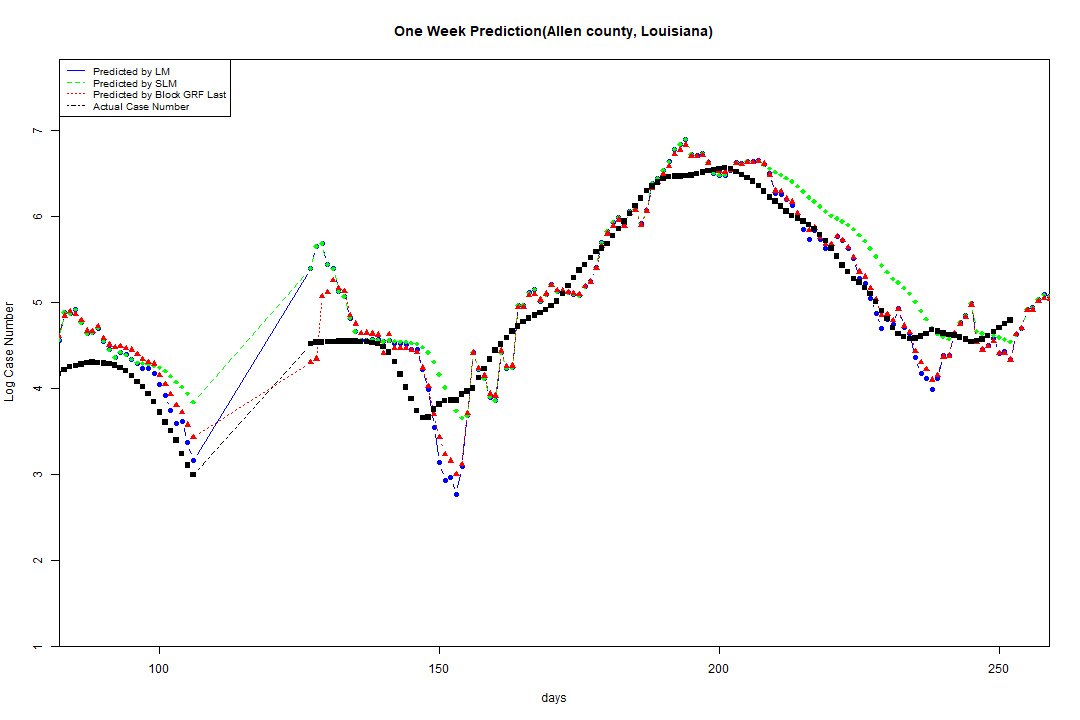 One Week Prediction(Allen county, Louisiana)
Predicted by LM
Predicted by SLM
Predicted by Block GRF Last
Actual Case Number
7
6
5
4
3
2
1
Log Case Number
100 150 200 250
days